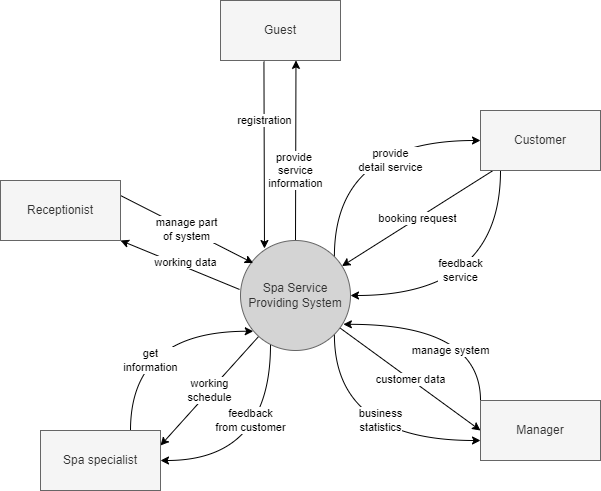 Guest
registration
provide
service
information
provide
detail service
Customer
booking request
feedback
service
Receptionist
manage part
of system
working data
Spa Service
Providing System
get
information
working
schedule
feedback
from customer
Spa specialist
manage system
customer data
business
statistics
Manager